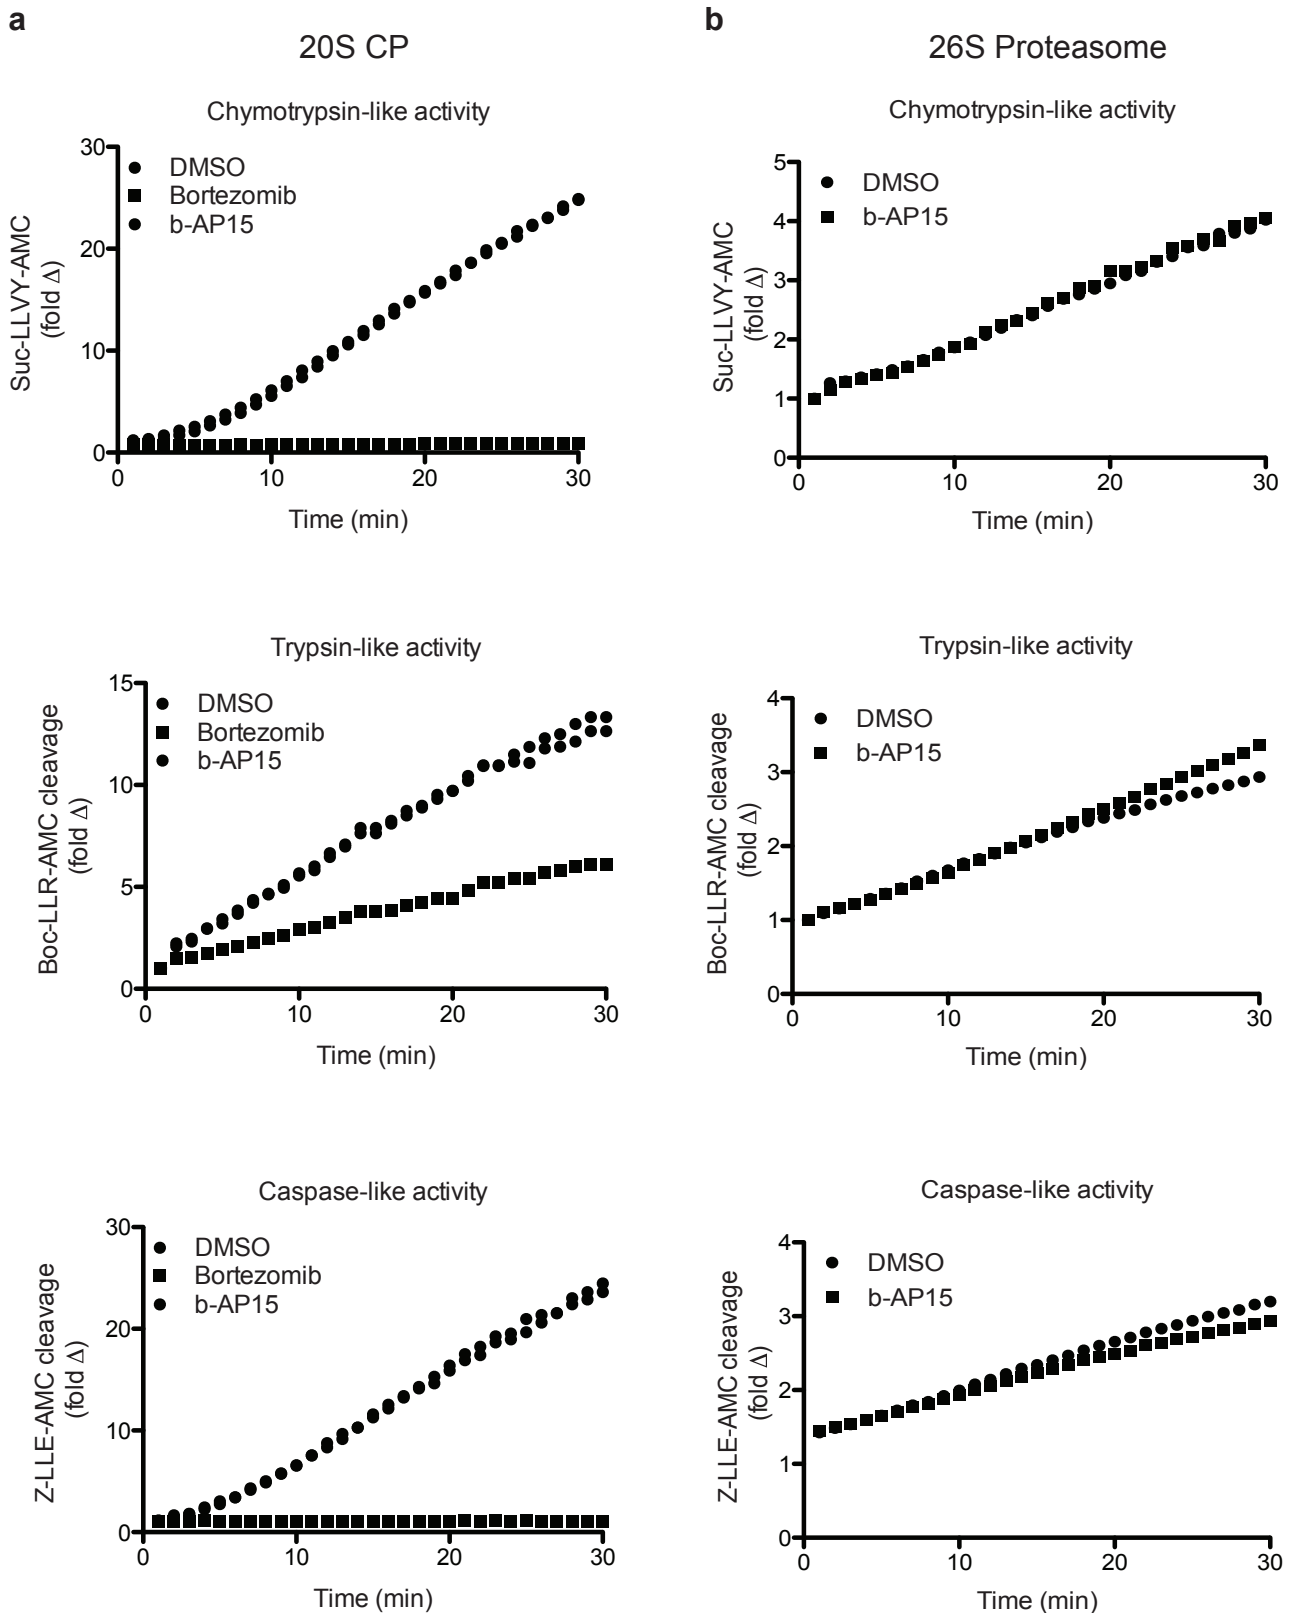 a
20S CP
Chymotrypsin-like activity
30
20
10
0
Suc-LLVY-AMC
(fold Δ)
DMSO
Bortezomib
b-AP15
0
10
20
30
Time (min)
Trypsin-like activity
15
10
5
0
Boc-LLR-AMC cleavage
(fold Δ)
DMSO
Bortezomib
b-AP15
0
10
20
30
Time (min)
Caspase-like activity
30
20
10
0
Z-LLE-AMC cleavage
(fold Δ)
DMSO
Bortezomib
b-AP15
0
10
20
30
Time (min)
b
26S Proteasome
Chymotrypsin-like activity
5
4
3
2
1
0
Suc-LLVY-AMC
(fold Δ)
DMSO
b-AP15
0
10
20
30
Time (min)
Trypsin-like activity
4
3
2
1
0
Boc-LLR-AMC cleavage
(fold Δ)
DMSO
b-AP15
0
10
20
30
Time (min)
Caspase-like activity
4
3
2
1
0
Z-LLE-AMC cleavage
(fold Δ)
DMSO
b-AP15
0
10
20
30
Time (min)